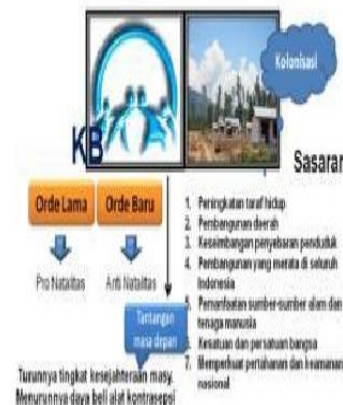 Kolonisasi
KB
Sasaran
Orde Lama
Orde Baru
Pro Natalitas
Anti Natalitas
Tantangan
masa depan
Turunnya tingkat kesejahteraan masy.
Menurunnya daya beli alat kontrasepsi
1. Peningkatan taraf hidup
2. Pembangunan daerah
3. Keseimbangan penyebaran penduduk
4. Pembangunan yang merata di seluruh
Indonesia
5. Pemanfaatan sumber-sumber alam dan
tenaga manusia
6. Kesatuan dan persatuan bangsa
7. Memperkuat pertahanan dan keamanan
nasional